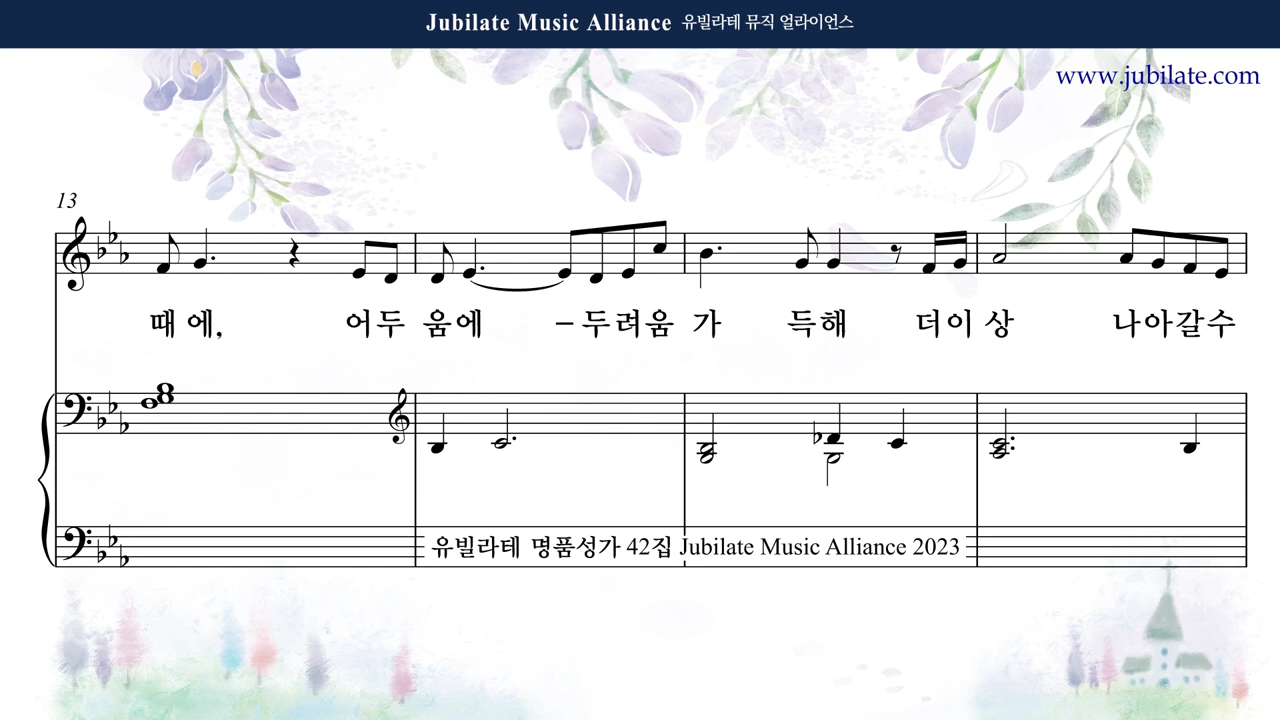 Jubilate Music Alliance 유빌라테 뮤직 얼라이언스
www.jubilate.com
13
때 에, 어두 움에 – 두려움 가 득해 더이 상 나아갈수
유빌라테 명품성가 42집 Jubilate Music Alliance 2023